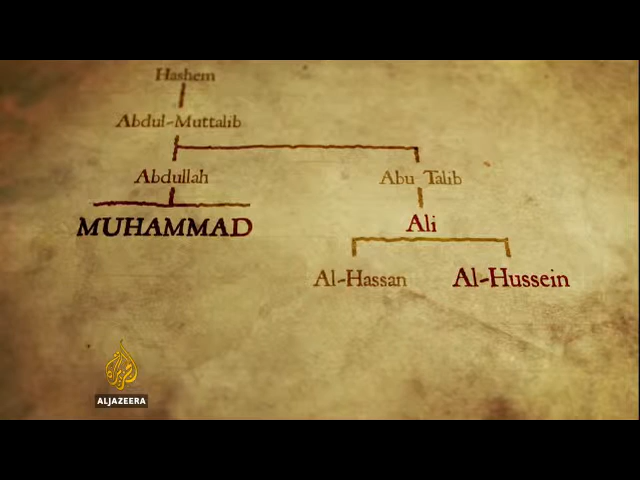 Hashem
Abdul-Muttalib
Abdullah
Abu Talib
MUHAMMAD
Ali
Al-Hassan
Al-Hussein
ALJAZEERA